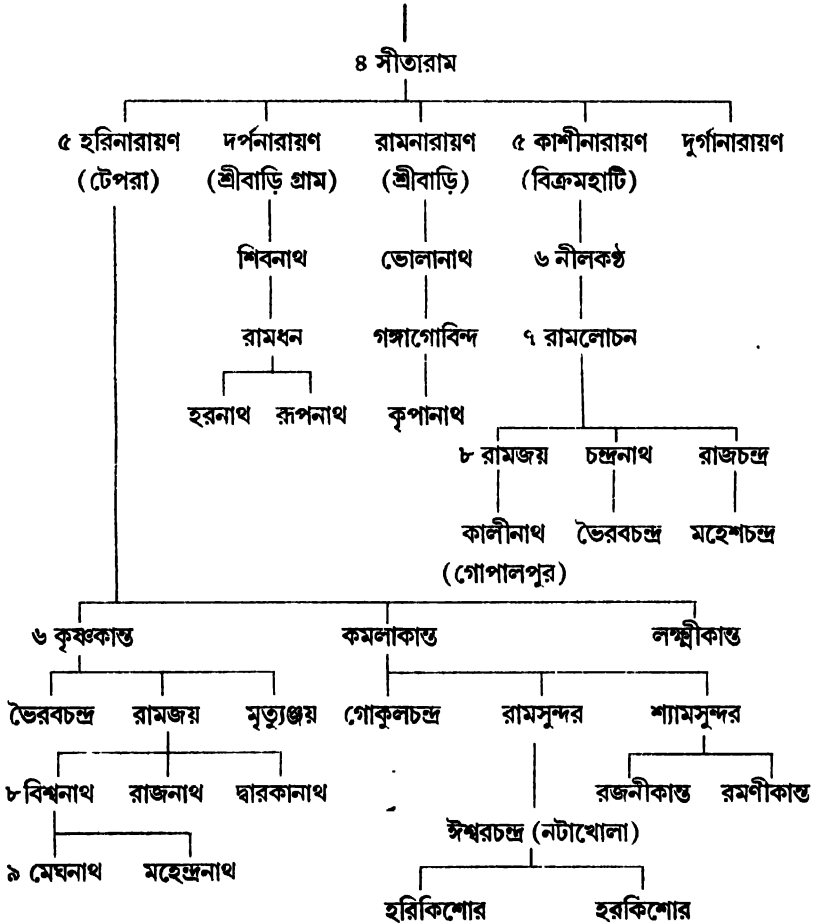 ৪ সীতারাম
৫ হরিনারায়ণ দর্পনারায়ণ রামনারায়ণ ৫ কাশীনারায়ণ দুর্গানারায়ণ
(টেপরা) (শ্রীবাড়ি গ্রাম) (শ্রীবাড়ি) (বিক্রমহাটি)
শিবনাথ ভোলানাথ ৬ নীলকণ্ঠ
রামধন গঙ্গাগোবিন্দ ৭ রামলোচন
হরনাথ রূপনাথ কৃপানাথ
৮ রামজয় চন্দ্রনাথ রাজচন্দ্র
কালীনাথ ভৈরবচন্দ্র মহেশচন্দ্র
(গোপালপুর)
৬ কৃষ্ণকান্ত কমলাকান্ত লক্ষ্মীকান্ত
ভৈরবচন্দ্র রামজয় মৃত্যুঞ্জয় গোকুলচন্দ্র রামসুন্দর শ্যামসুন্দর
৮ বিশ্বনাথ রাজনাথ দ্বারকানাথ রজনীকান্ত রমণীকান্ত
ঈশ্বরচন্দ্র (নটাখোলা)
৯ মেঘনাথ মহেন্দ্রনাথ
হরিকিশোর হরকিশোর